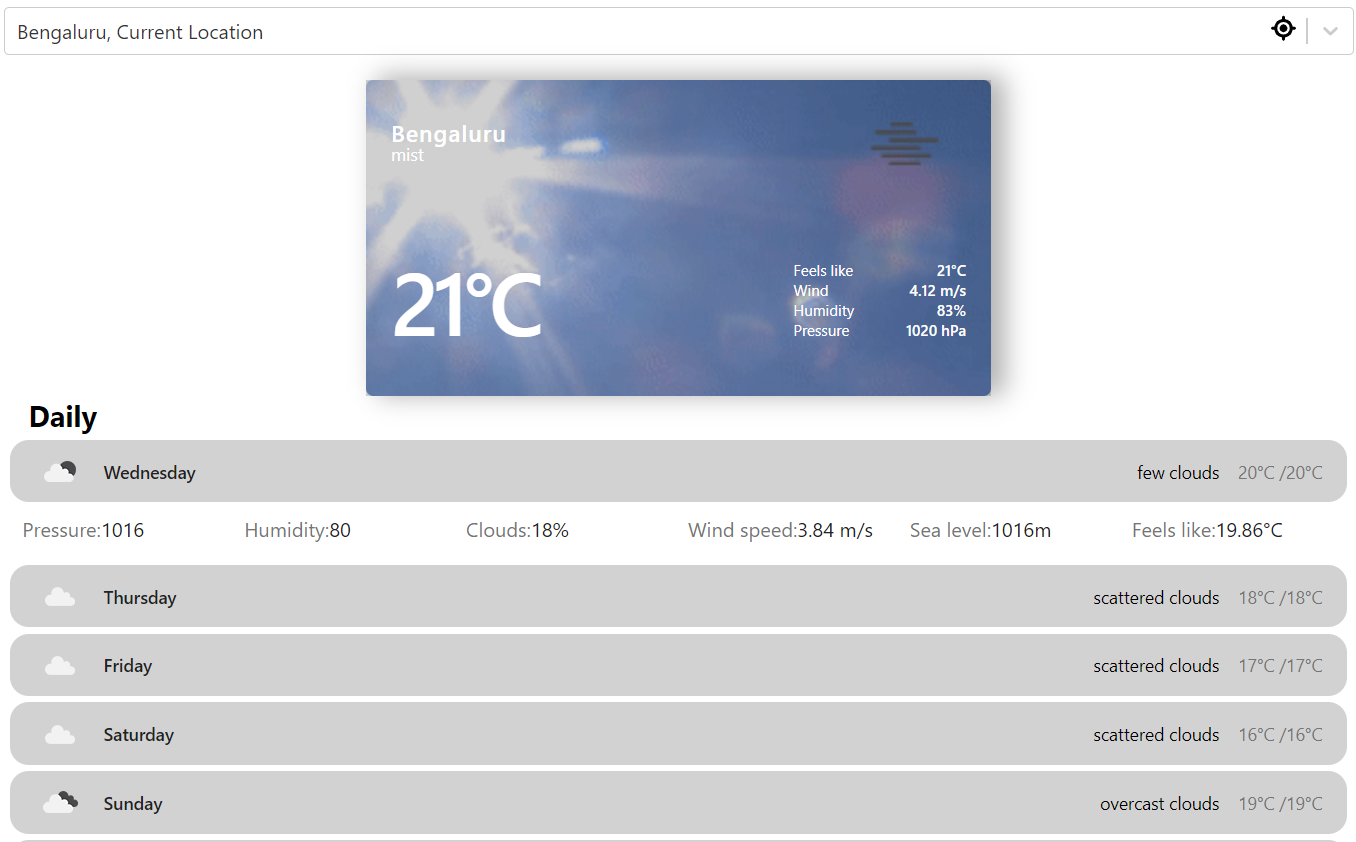 Bengaluru, Current Location
Bengaluru
mist
21°C
Feels like 21°C
Wind 4.12 m/s
Humidity 83%
Pressure 1020 hPa
Daily
Wednesday few clouds 20°C /20°C
Pressure:1016 Humidity:80 Clouds:18% Wind speed:3.84 m/s Sea level:1016m Feels like:19.86°C
Thursday scattered clouds 18°C /18°C
Friday scattered clouds 17°C /17°C
Saturday scattered clouds 16°C /16°C
Sunday overcast clouds 19°C /19°C